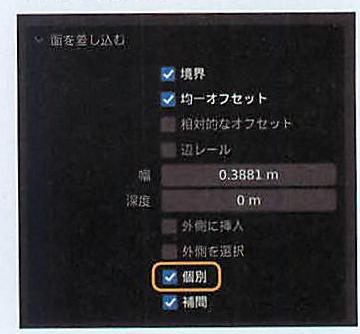 面を差し込む
境界
均一オフセット
相対的なオフセット
辺レール
幅 0.3881 m
深度 0 m
外側に挿入
外側を選択
個別
補間